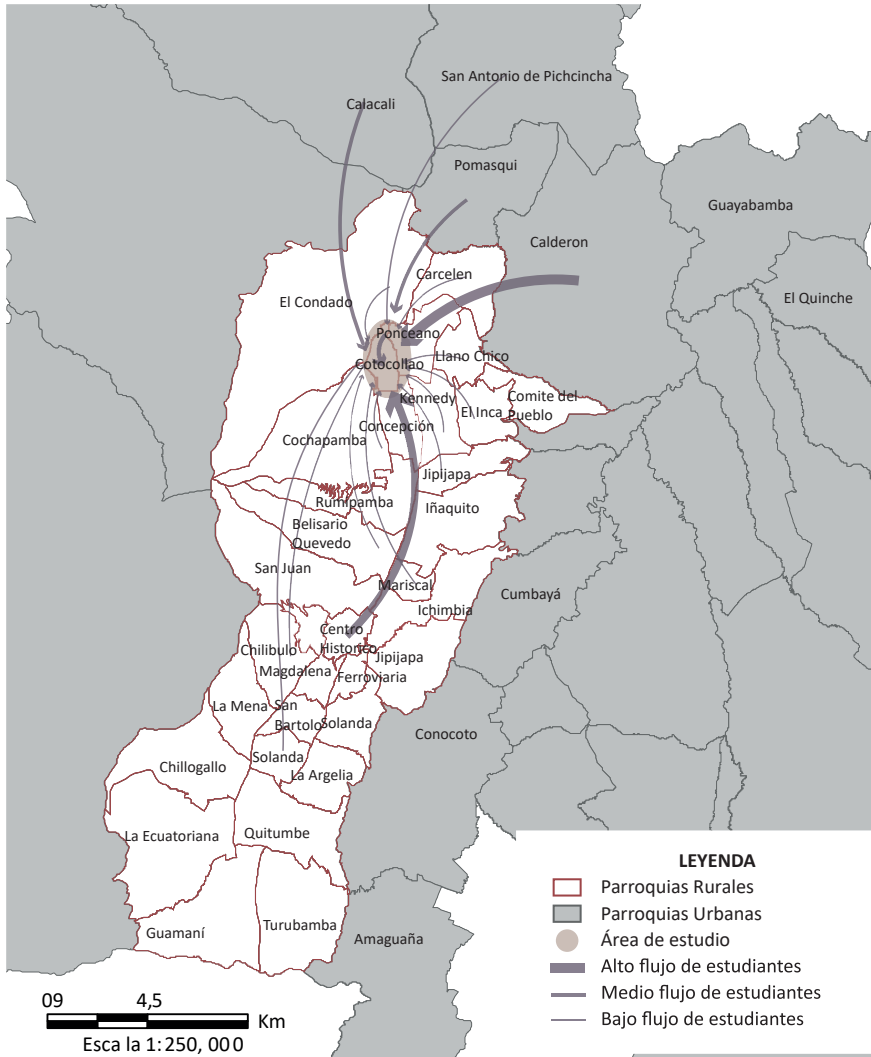 San Antonio de Pichcincha
Calacali
Pomasqui
Guayabamba
Calderon
Carcelen
El Condado
El Quinche
Ponceano
Cotocollao
Llano Chico
Kennedy
Comite del
Pueblo
El Inca
Concepción
Cochapamba
Jipijapa
Rumipamba
Iñaquito
Belisario
Quevedo
San Juan
Mariscal
Cumbayá
Ichimbia
Centro
Historico
Chilibulo
Jipijapa
Magdalena
Ferroviaria
La Mena
San
Bartolo
Solanda
Conocoto
Solanda
Chillogallo
La Argelia
La Ecuatoriana
Quitumbe
Guamaní
Turubamba
Amaguaña
LEYENDA
Parroquias Rurales
Parroquias Urbanas
Área de estudio
Alto flujo de estudiantes
Medio flujo de estudiantes
Bajo flujo de estudiantes
09 4,5
Km
Esca la 1: 250, 000